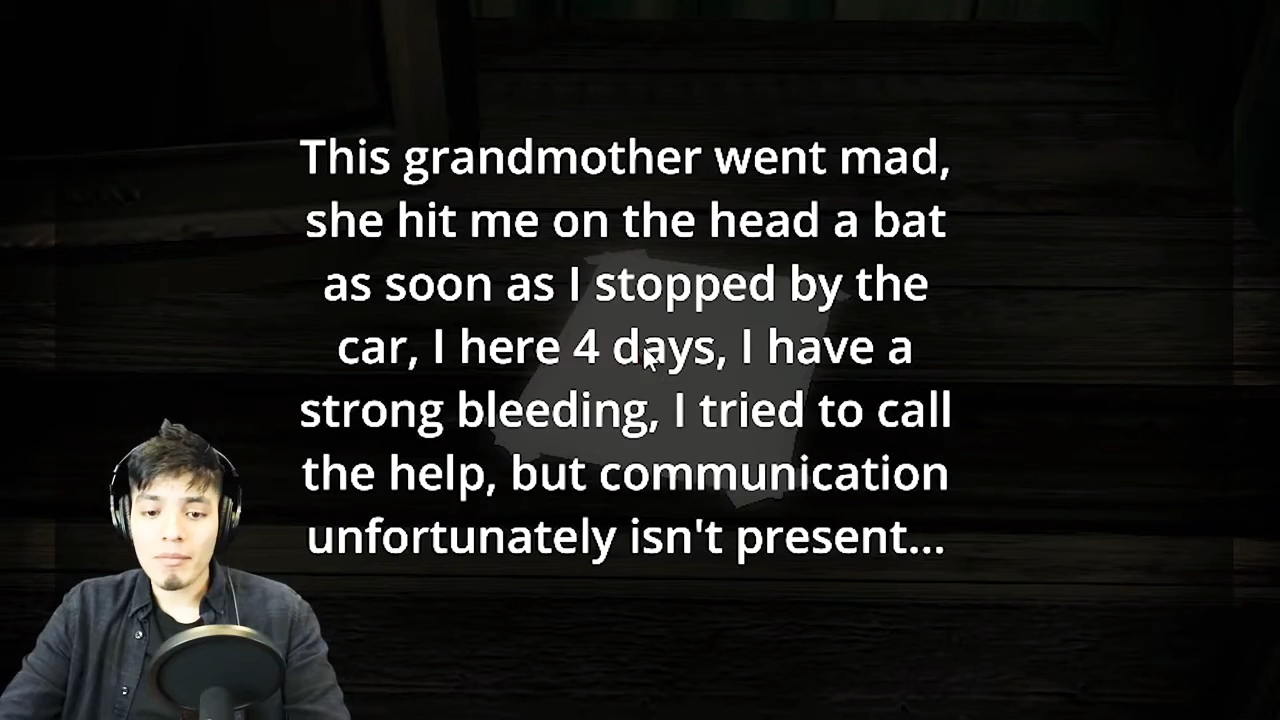 This grandmother went mad,
she hit me on the head a bat
as soon as I stopped by the
car, I here 4 days, I have a
strong bleeding, I tried to call
the help, but communication
unfortunately isn't present...